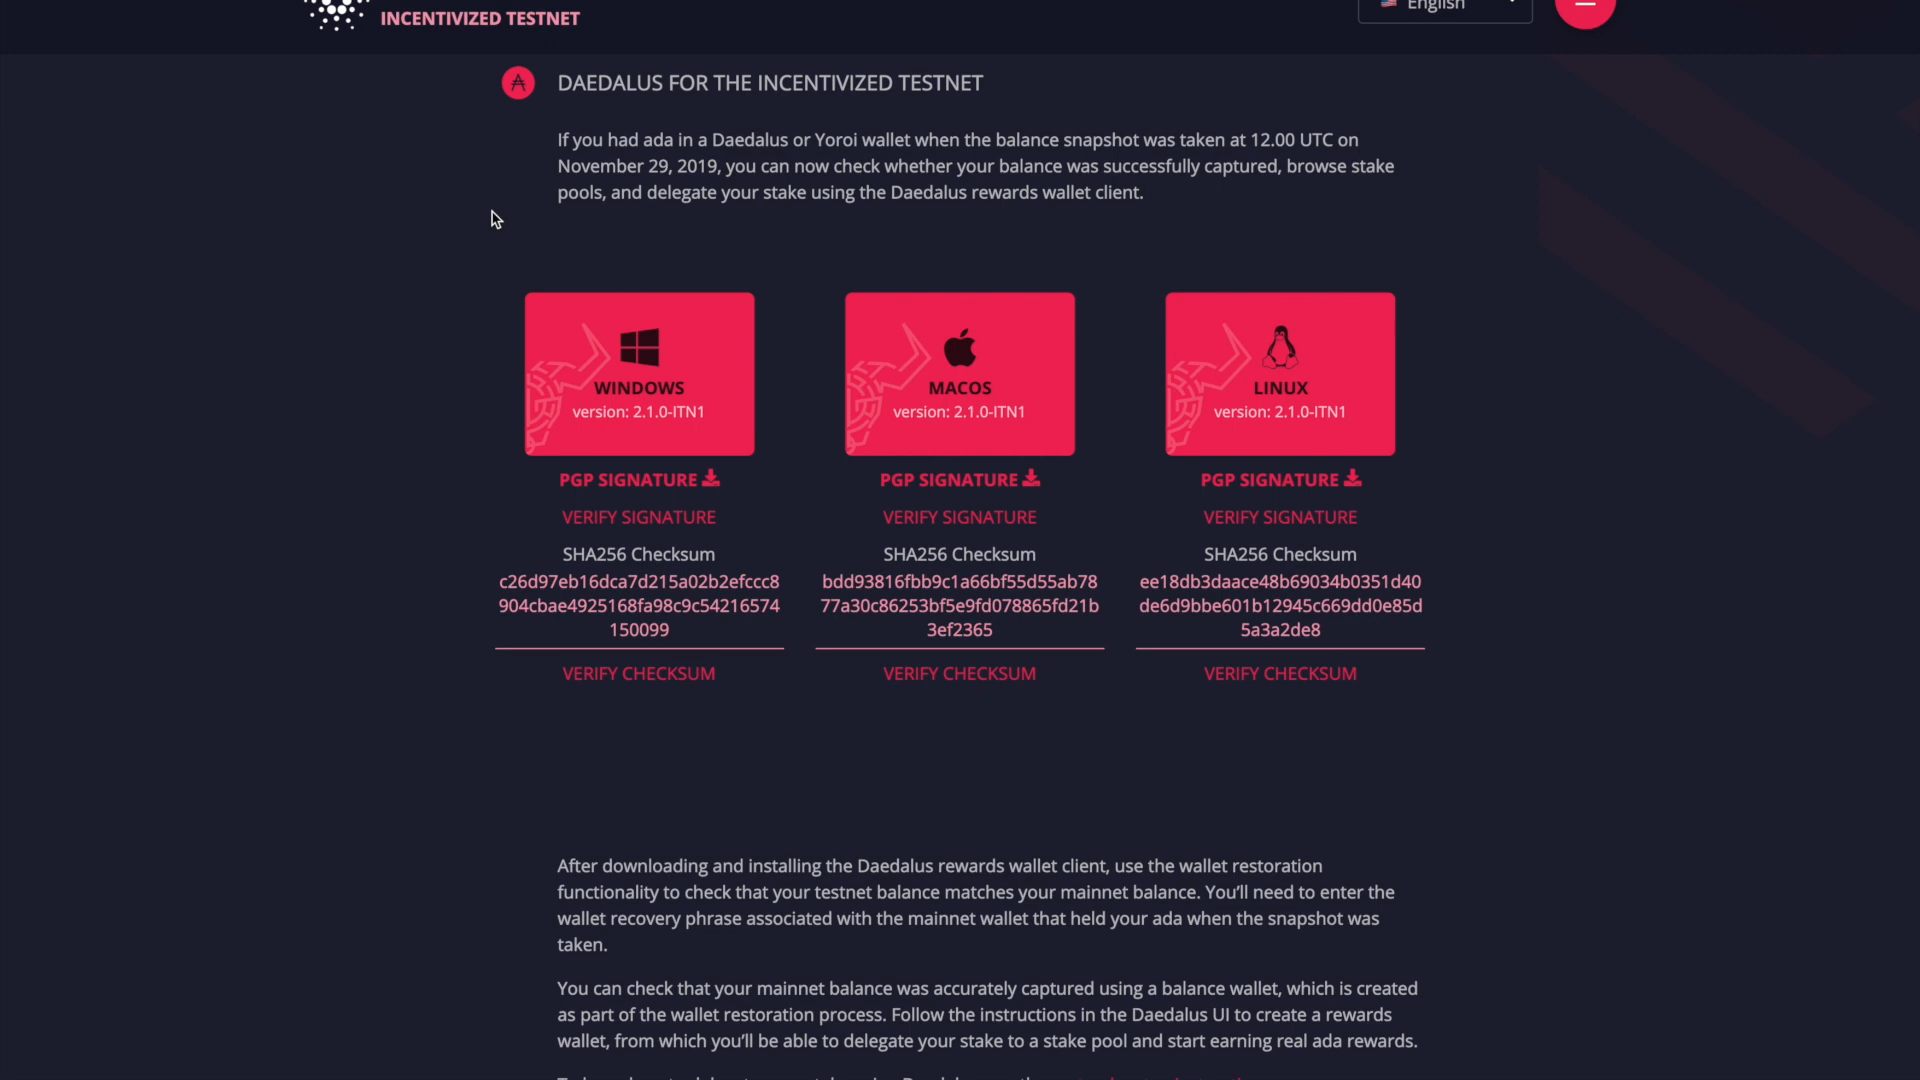 INCENTIVIZED TESTNET
English
DAEDALUS FOR THE INCENTIVIZED TESTNET
If you had ada in a Daedalus or Yoroi wallet when the balance snapshot was taken at 12.00 UTC on
November 29, 2019, you can now check whether your balance was successfully captured, browse stake
pools, and delegate your stake using the Daedalus rewards wallet client.
WINDOWS
version: 2.1.0-ITN1
PGP SIGNATURE
VERIFY SIGNATURE
SHA256 Checksum
c26d97eb16dca7d215a02b2efccc8
904cbae4925168fa98c9c54216574
150099
VERIFY CHECKSUM
MACOS
version: 2.1.0-ITN1
PGP SIGNATURE
VERIFY SIGNATURE
SHA256 Checksum
bdd93816fbb9c1a66bf55d55ab78
77a30c86253bf5e9fd078865fd21b
3ef2365
VERIFY CHECKSUM
LINUX
version: 2.1.0-ITN1
PGP SIGNATURE
VERIFY SIGNATURE
SHA256 Checksum
ee18db3daace48b69034b0351d40
de6d9bbe601b12945c669dd0e85d
5a3a2de8
VERIFY CHECKSUM
After downloading and installing the Daedalus rewards wallet client, use the wallet restoration
functionality to check that your testnet balance matches your mainnet balance. You’ll need to enter the
wallet recovery phrase associated with the mainnet wallet that held your ada when the snapshot was
taken.
You can check that your mainnet balance was accurately captured using a balance wallet, which is created
as part of the wallet restoration process. Follow the instructions in the Daedalus UI to create a rewards
wallet, from which you’ll be able to delegate your stake to a stake pool and start earning real ada rewards.